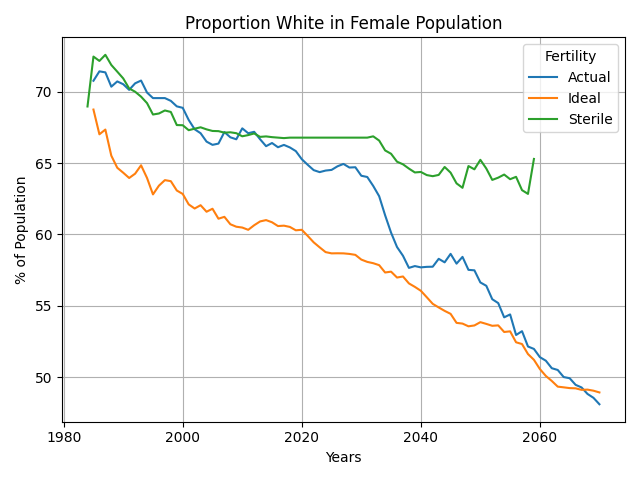 Proportion White in Female Population
Fertility
Actual
Ideal
Sterile
% of Population
70
65
60
55
50
1980
2000
2020
2040
2060
Years